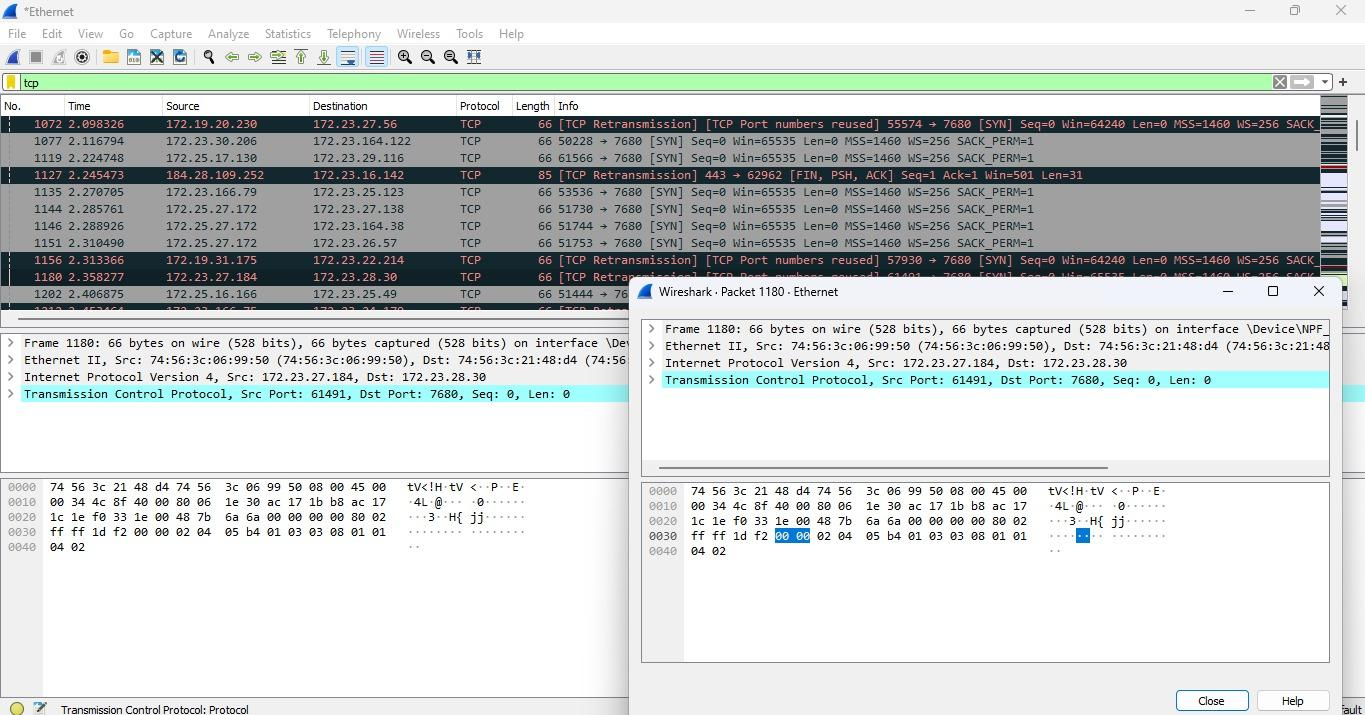 *Ethernet
File Edit View Go Capture Analyze Statistics Telephony Wireless Tools Help
tcp
No. Time Source Destination Protocol Length Info
1072 2.098326 172.19.20.230 172.23.27.56 TCP 66 [TCP Retransmission] [TCP Port numbers reused] 55574 → 7680 [SYN] Seq=0 Win=64240 Len=0 MSS=1460 WS=256 SACK_
1077 2.116794 172.23.30.206 172.23.164.122 TCP 66 50228 → 7680 [SYN] Seq=0 Win=65535 Len=0 MSS=1460 WS=256 SACK_PERM=1
1119 2.224748 172.25.17.130 172.23.29.116 TCP 66 61566 → 7680 [SYN] Seq=0 Win=65535 Len=0 MSS=1460 WS=256 SACK_PERM=1
1127 2.245473 184.28.109.252 172.23.16.142 TCP 85 [TCP Retransmission] 443 → 62962 [FIN, PSH, ACK] Seq=1 Ack=1 Win=501 Len=31
1135 2.270705 172.23.166.79 172.23.25.123 TCP 66 53536 → 7680 [SYN] Seq=0 Win=65535 Len=0 MSS=1460 WS=256 SACK_PERM=1
1144 2.285761 172.25.27.172 172.23.27.138 TCP 66 51730 → 7680 [SYN] Seq=0 Win=65535 Len=0 MSS=1460 WS=256 SACK_PERM=1
1146 2.288926 172.25.27.172 172.23.164.38 TCP 66 51744 → 7680 [SYN] Seq=0 Win=65535 Len=0 MSS=1460 WS=256 SACK_PERM=1
1151 2.310490 172.25.27.172 172.23.26.57 TCP 66 51753 → 7680 [SYN] Seq=0 Win=65535 Len=0 MSS=1460 WS=256 SACK_PERM=1
1156 2.313366 172.19.31.175 172.23.22.214 TCP 66 [TCP Retransmission] [TCP Port numbers reused] 57930 → 7680 [SYN] Seq=0 Win=64240 Len=0 MSS=1460 WS=256 SACK_
1180 2.358277 172.23.27.184 172.23.28.30 TCP 66 [TCP Retransmission] [TCP Port numbers reused] 61491 → 7680 [SYN] Seq=0 Win=65535 Len=0 MSS=1460 WS=256 SACK_
1202 2.406875 172.25.16.166 172.23.25.49 TCP 66 51444 → 76
Frame 1180: 66 bytes on wire (528 bits), 66 bytes captured (528 bits) on interface \De
Ethernet II, Src: 74:56:3c:06:99:50 (74:56:3c:06:99:50), Dst: 74:56:3c:21:48:d4 (74:56
Internet Protocol Version 4, Src: 172.23.27.184, Dst: 172.23.28.30
Transmission Control Protocol, Src Port: 61491, Dst Port: 7680, Seq: 0, Len: 0
0000 74 56 3c 21 48 d4 74 56 3c 06 99 50 08 00 45 00 tV<!H·tV <··P··E·
0010 00 34 4c 8f 40 00 80 06 1e 30 ac 17 1b b8 ac 17 ·4L·@··· ·0······
0020 1c 1e f0 33 1e 00 48 7b 6a 6a 00 00 00 00 80 02 ···3··H{ jj······
0030 ff ff 1d f2 00 00 02 04 05 b4 01 03 03 08 01 01 ········ ········
0040 04 02 ··
Wireshark · Packet 1180 · Ethernet
Frame 1180: 66 bytes on wire (528 bits), 66 bytes captured (528 bits) on interface \Device\NPF_
Ethernet II, Src: 74:56:3c:06:99:50 (74:56:3c:06:99:50), Dst: 74:56:3c:21:48:d4 (74:56:3c:21:48
Internet Protocol Version 4, Src: 172.23.27.184, Dst: 172.23.28.30
Transmission Control Protocol, Src Port: 61491, Dst Port: 7680, Seq: 0, Len: 0
0000 74 56 3c 21 48 d4 74 56 3c 06 99 50 08 00 45 00 tV<!H·tV <··P··E·
0010 00 34 4c 8f 40 00 80 06 1e 30 ac 17 1b b8 ac 17 ·4L·@··· ·0······
0020 1c 1e f0 33 1e 00 48 7b 6a 6a 00 00 00 00 80 02 ···3··H{ jj······
0030 ff ff 1d f2 00 00 02 04 05 b4 01 03 03 08 01 01 ········ ········
0040 04 02 ··
Close Help
Transmission Control Protocol: Protocol
fault